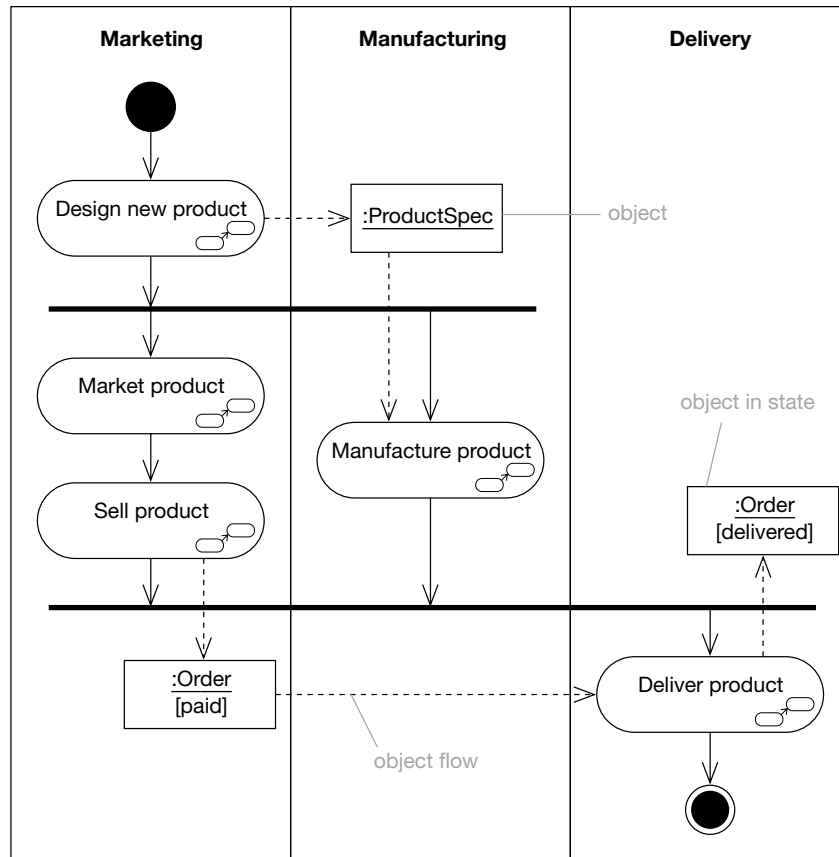 Marketing
Manufacturing
Delivery
Design new product
:ProductSpec
object
Market product
object in state
Manufacture product
Sell product
:Order
[delivered]
:Order
[paid]
Deliver product
object flow